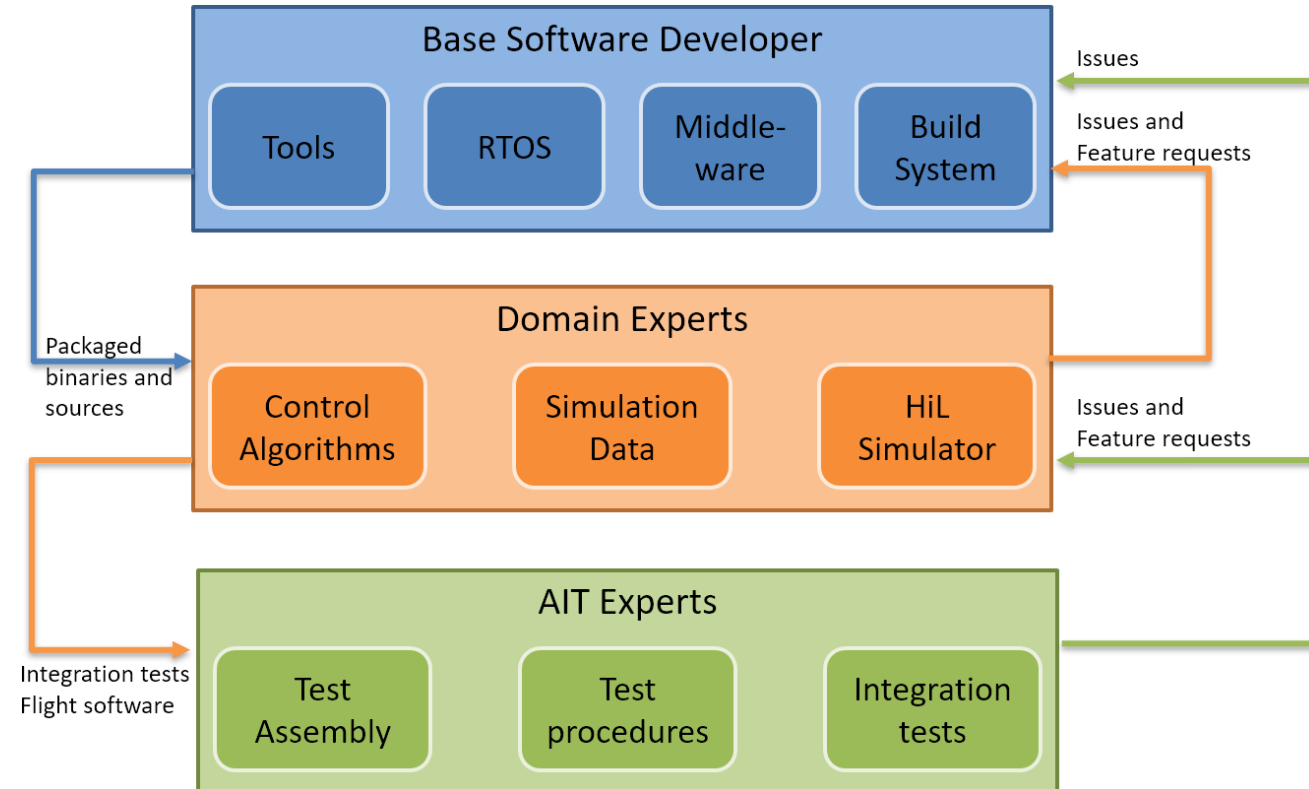 Base Software Developer
Tools
RTOS
Middle-
ware
Build
System
Issues
Issues and
Feature requests
Packaged
binaries and
sources
Domain Experts
Control
Algorithms
Simulation
Data
HiL
Simulator
Issues and
Feature requests
Integration tests
Flight software
AIT Experts
Test
Assembly
Test
procedures
Integration
tests